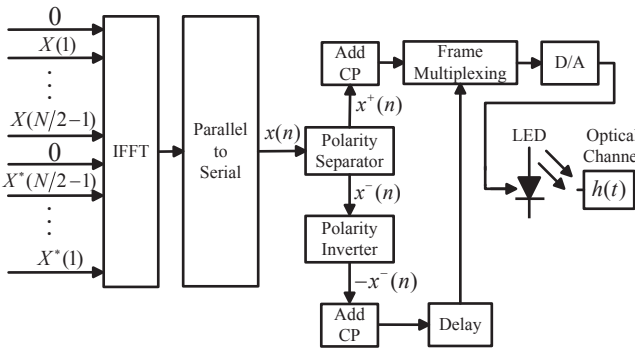 0
X(1)
⋮
X(N/2−1)
0
X*(N/2−1)
⋮
X*(1)
IFFT
Parallel
to
Serial
x(n)
Add
CP
x⁺(n)
Polarity
Separator
x⁻(n)
Polarity
Inverter
−x⁻(n)
Add
CP
Delay
Frame
Multiplexing
D/A
LED
Optical
Channel
h(t)